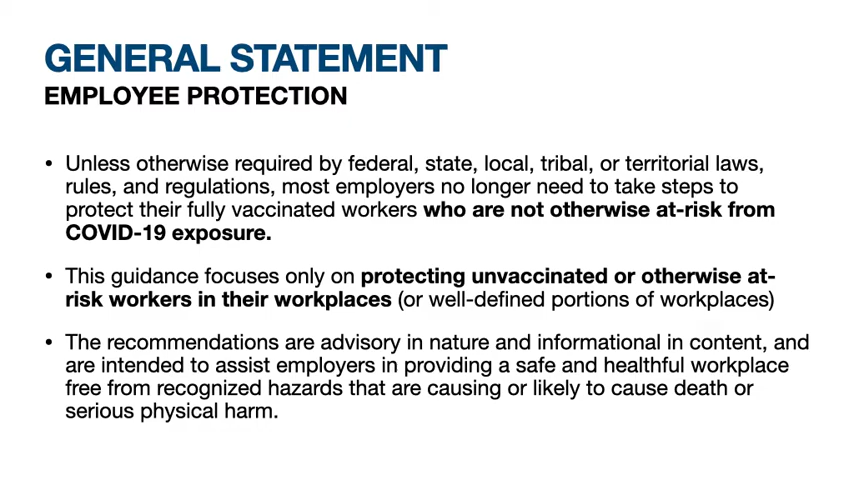 GENERAL STATEMENT
EMPLOYEE PROTECTION
• Unless otherwise required by federal, state, local, tribal, or territorial laws,
rules, and regulations, most employers no longer need to take steps to
protect their fully vaccinated workers who are not otherwise at-risk from
COVID-19 exposure.
• This guidance focuses only on protecting unvaccinated or otherwise at-
risk workers in their workplaces (or well-defined portions of workplaces)
• The recommendations are advisory in nature and informational in content, and
are intended to assist employers in providing a safe and healthful workplace
free from recognized hazards that are causing or likely to cause death or
serious physical harm.